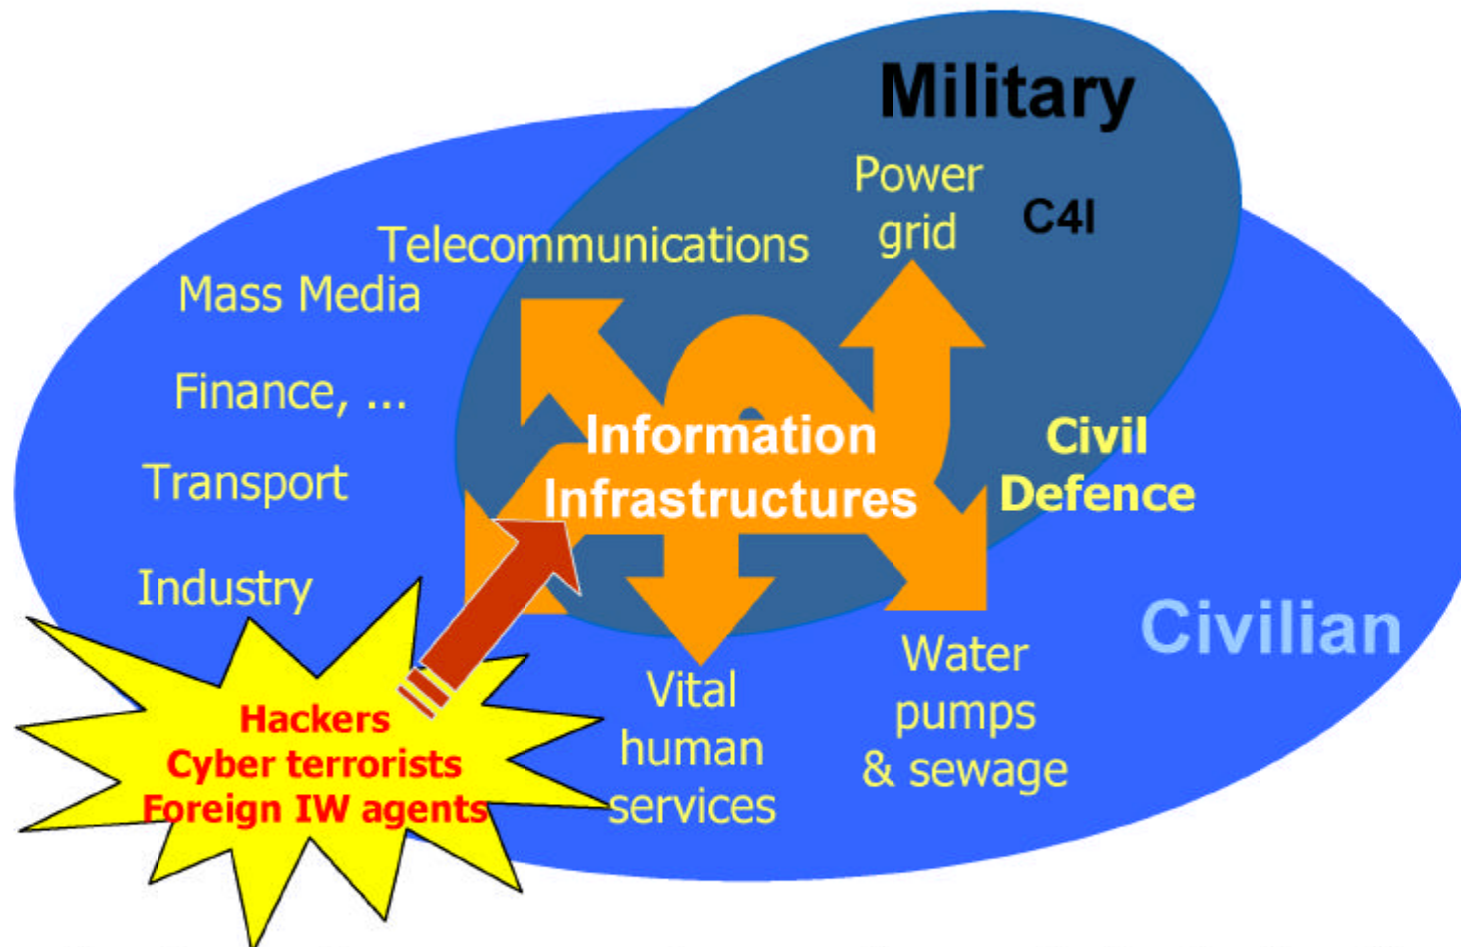 Military
Power
grid
C4I
Telecommunications
Mass Media
Finance, ...
Information
Infrastructures
Civil
Defence
Transport
Industry
Civilian
Hackers
Cyber terrorists
Foreign IW agents
Vital
human
services
Water
pumps
& sewage